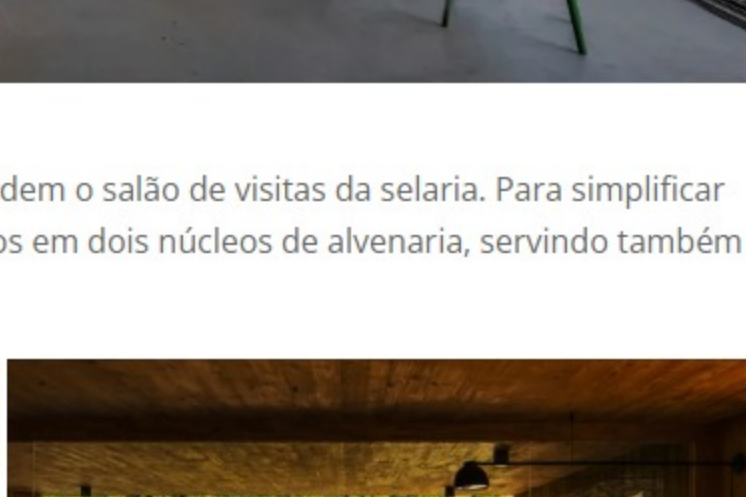 dem o salão de visitas da selaria. Para simplificar
os em dois núcleos de alvenaria, servindo também